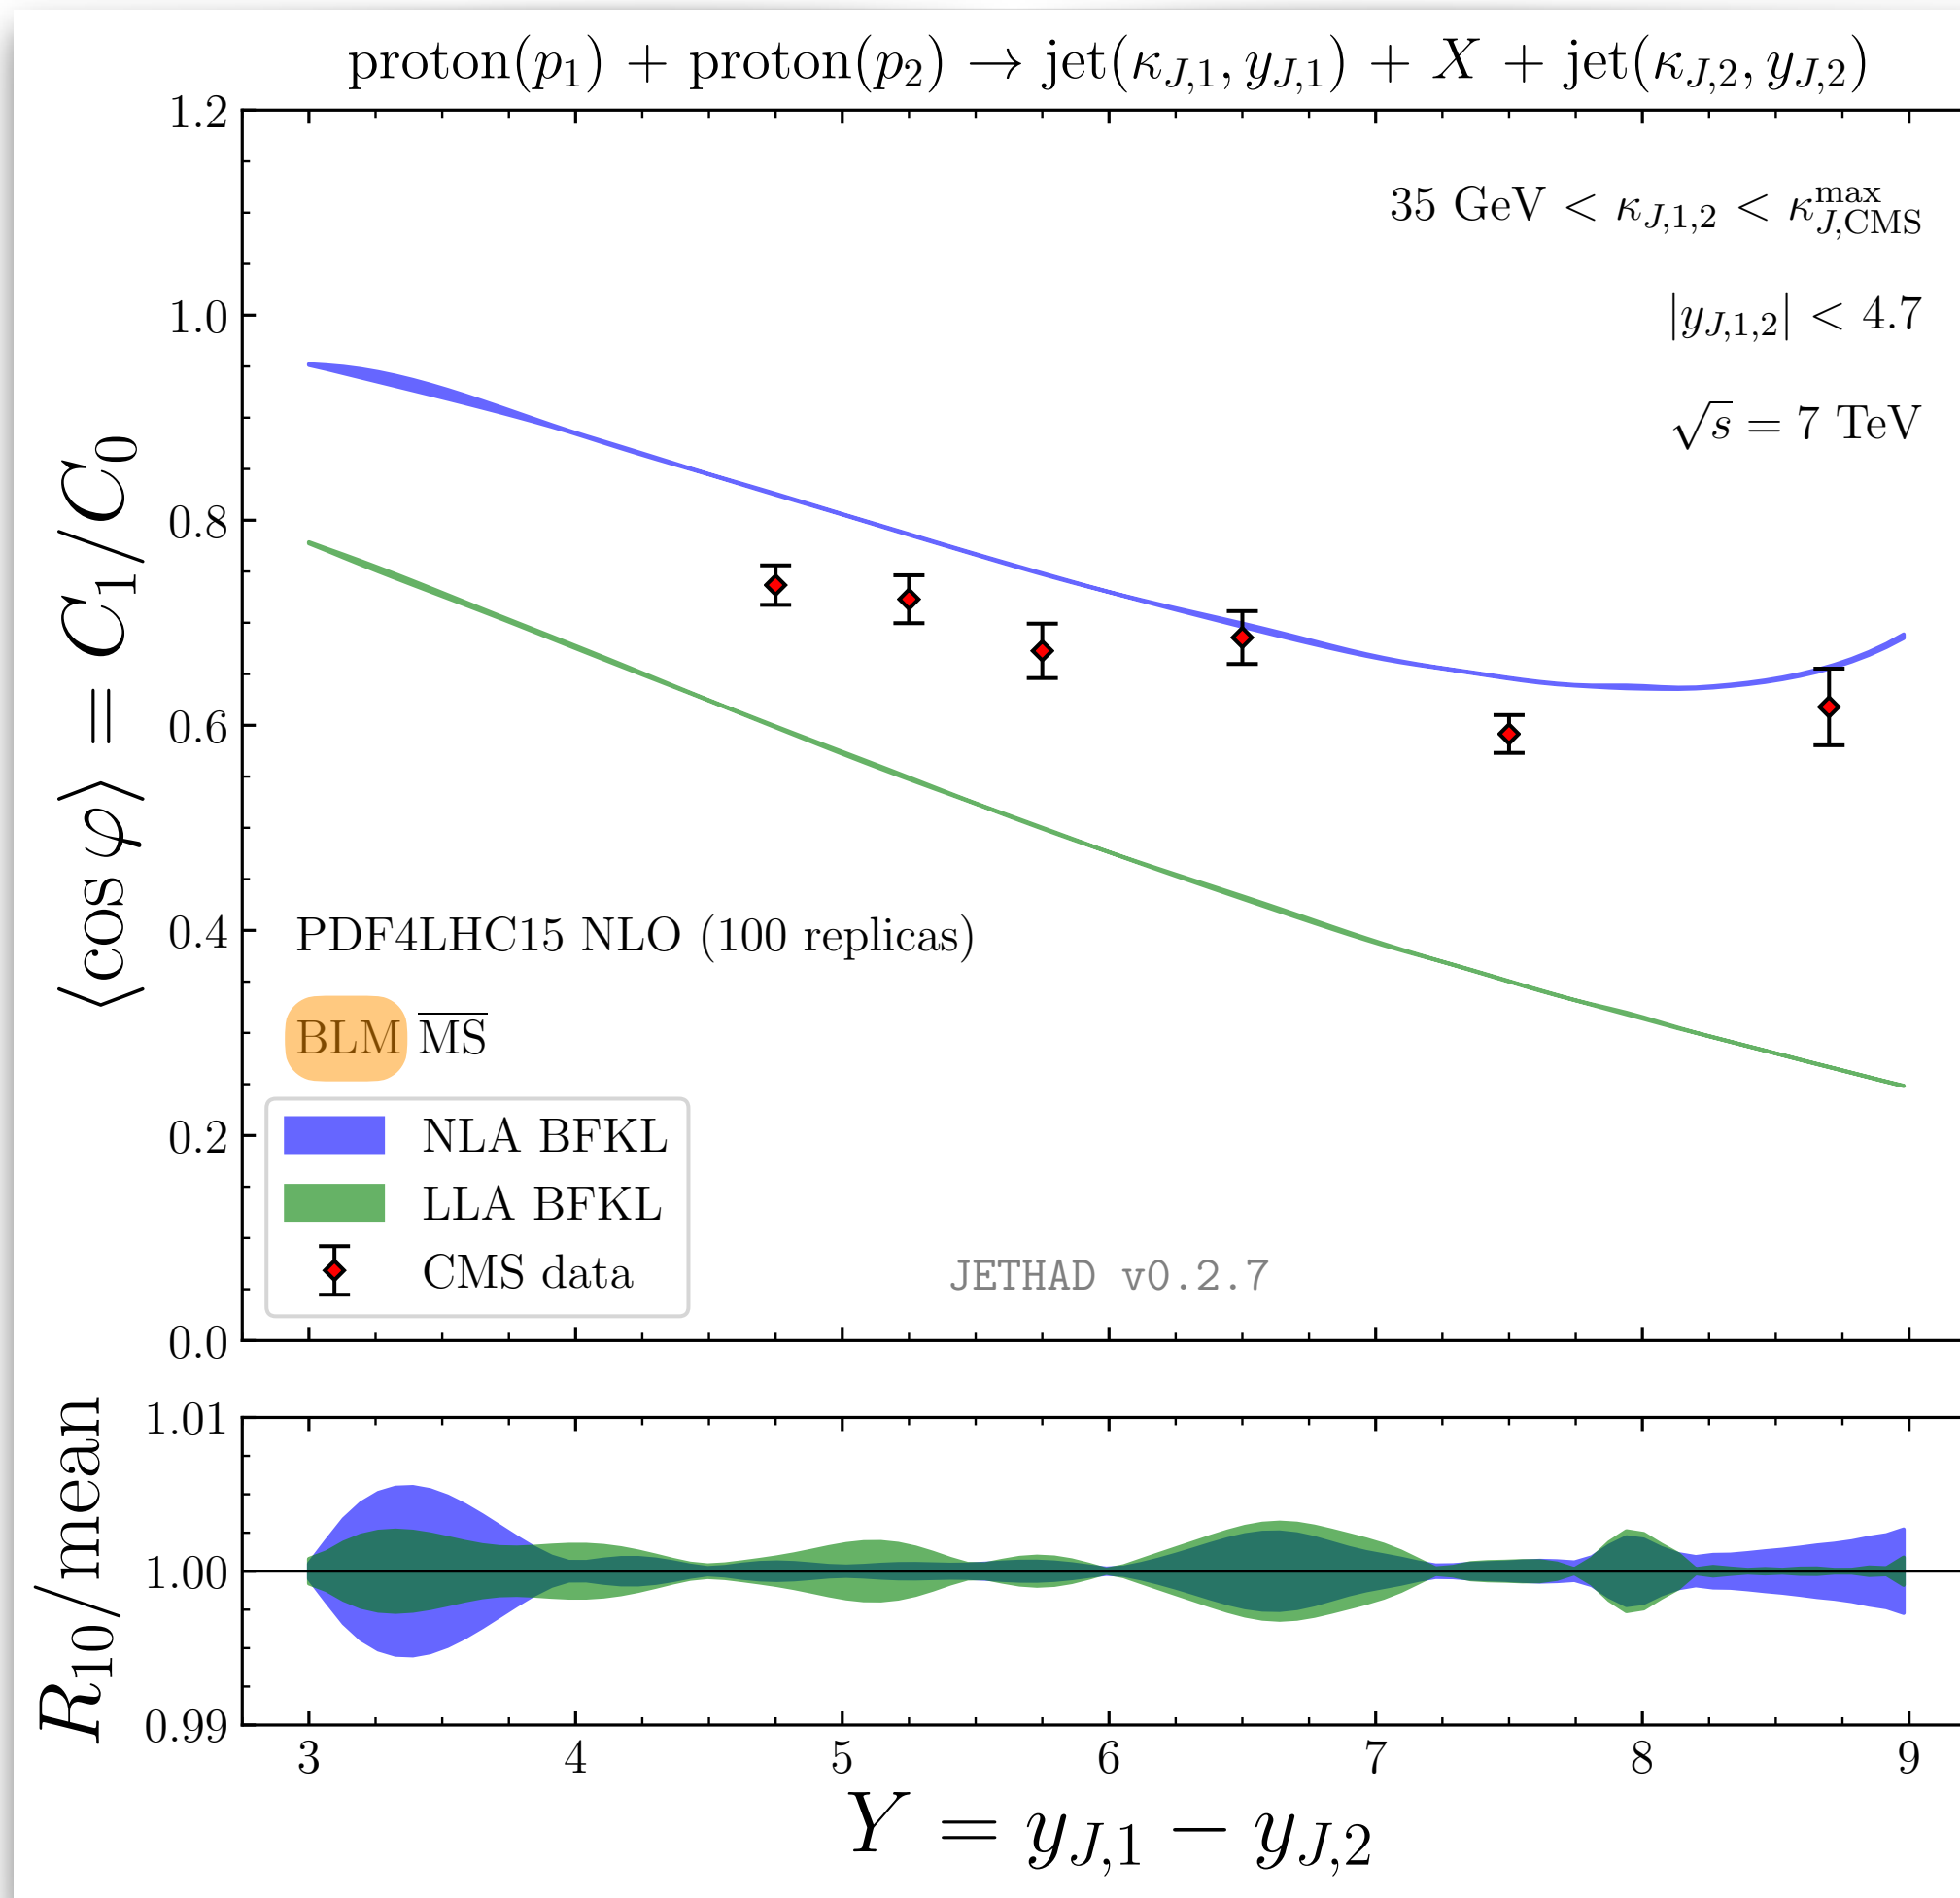 proton(p₁) + proton(p₂) → jet(κ_{J,1}, y_{J,1}) + X + jet(κ_{J,2}, y_{J,2})
1.2
1.0
0.8
0.6
0.4
0.2
0.0
⟨cos φ⟩ = C₁/C₀
35 GeV < κ_{J,1,2} < κ^{max}_{J,CMS}
|y_{J,1,2}| < 4.7
√s = 7 TeV
PDF4LHC15 NLO (100 replicas)
BLM \overline{MS}
NLA BFKL
LLA BFKL
CMS data
JETHAD v0.2.7
R₁₀/mean
1.01
1.00
0.99
3 4 5 6 7 8 9
Y = y_{J,1} − y_{J,2}